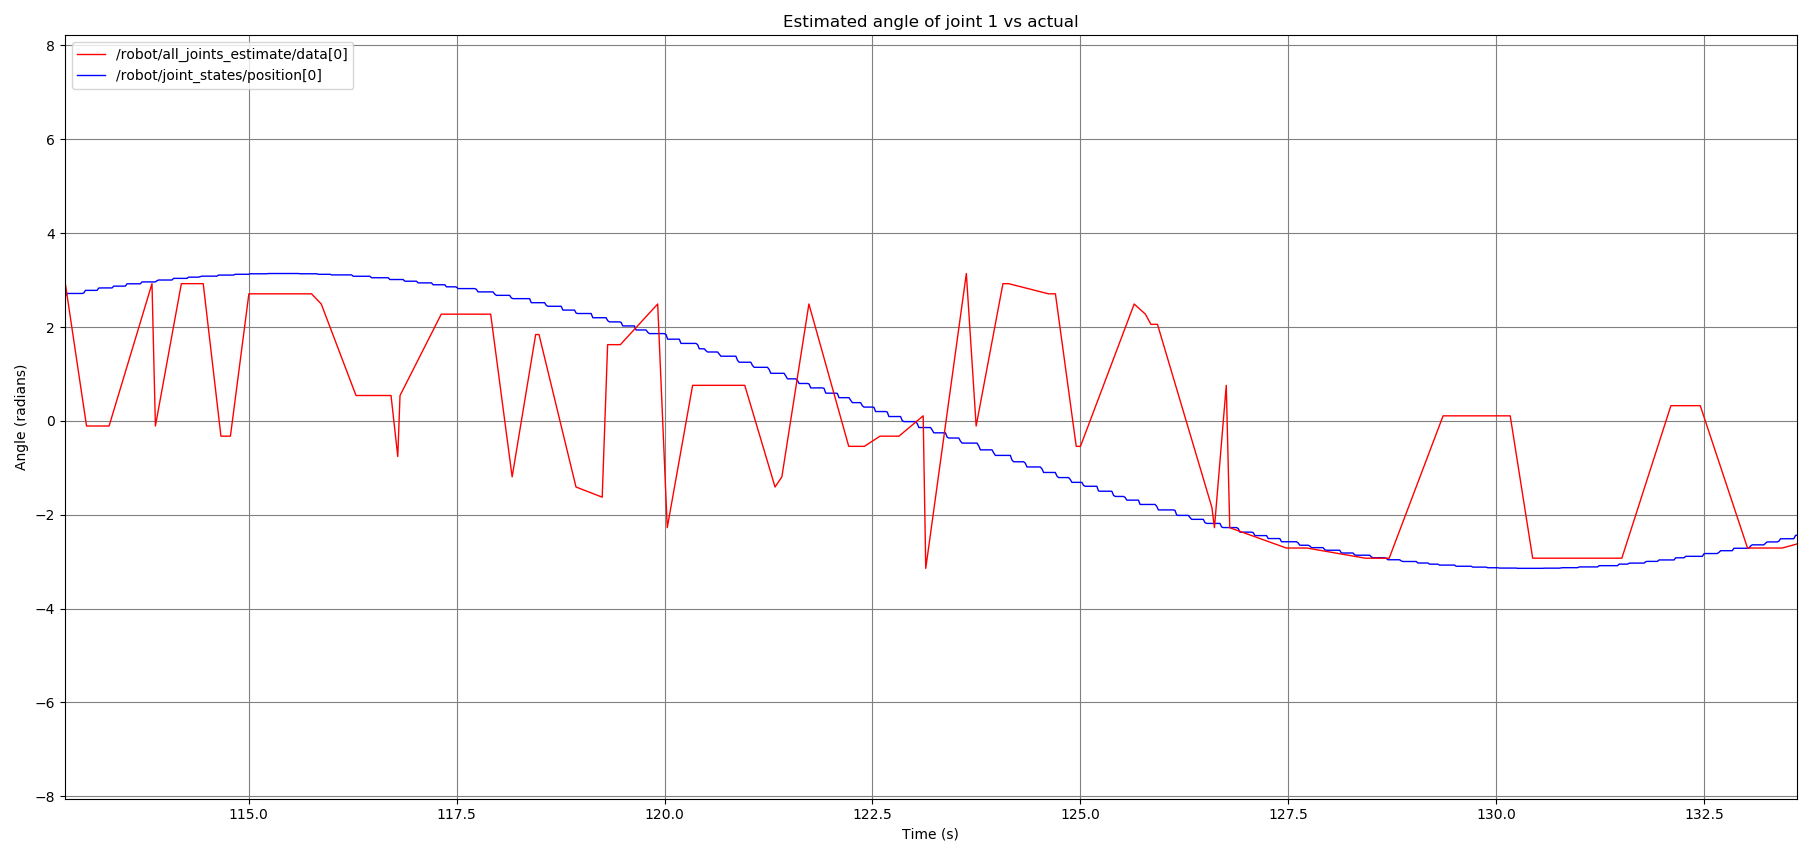 Estimated angle of joint 1 vs actual
/robot/all_joints_estimate/data[0]
/robot/joint_states/position[0]
8
6
4
2
0
−2
−4
−6
−8
Angle (radians)
115.0 117.5 120.0 122.5 125.0 127.5 130.0 132.5
Time (s)